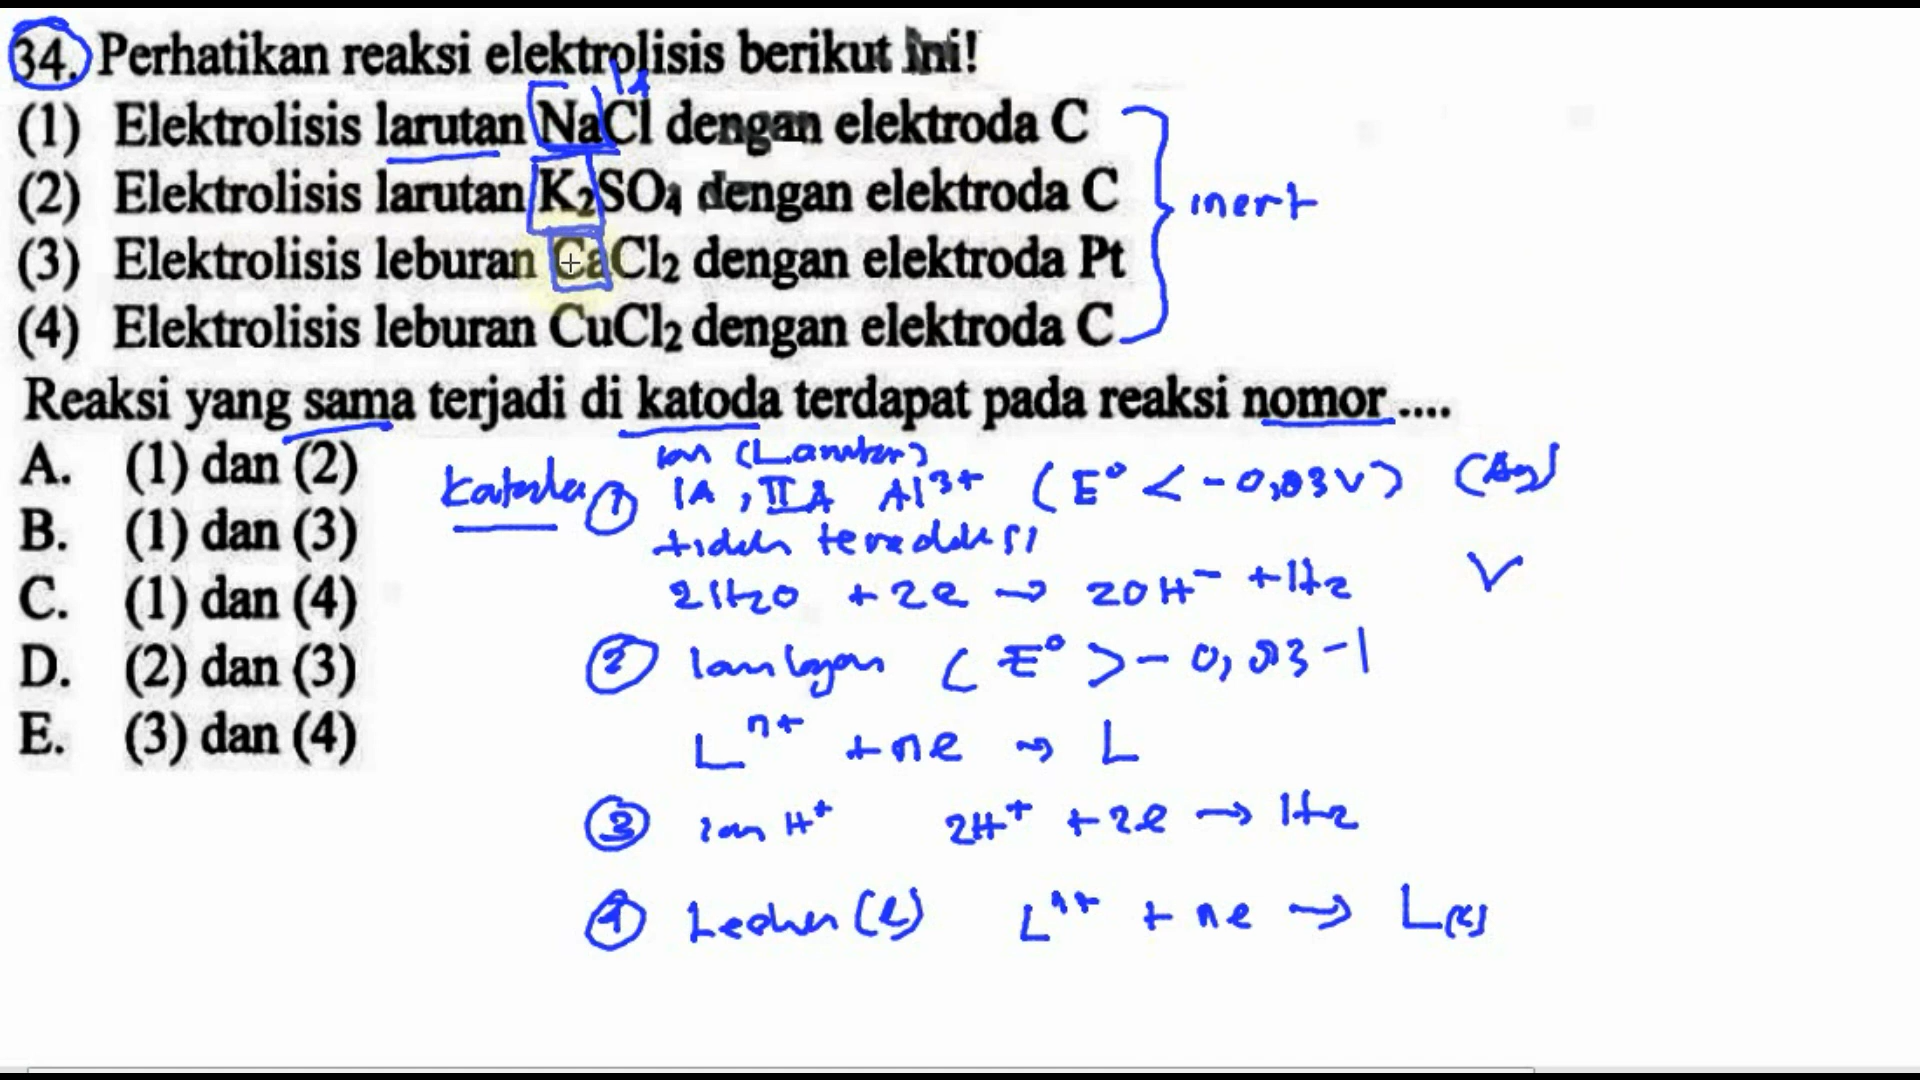 34. Perhatikan reaksi elektrolisis berikut ini!
1A
(1) Elektrolisis larutan NaCl dengan elektroda C
(2) Elektrolisis larutan K₂SO₄ dengan elektroda C
(3) Elektrolisis leburan CaCl₂ dengan elektroda Pt
(4) Elektrolisis leburan CuCl₂ dengan elektroda C
inert
Reaksi yang sama terjadi di katoda terdapat pada reaksi nomor ....
A. (1) dan (2)
B. (1) dan (3)
C. (1) dan (4)
D. (2) dan (3)
E. (3) dan (4)
ion (Larutan)
Katoda ① IA, IIA Al³⁺ (E° < -0,83V) (Aq)
tidak tereduksi
2H₂O + 2e → 2OH⁻ + H₂
② (E° > -0,83
Lⁿ⁺ + ne → L
③ ion H⁺ 2H⁺ + 2e → H₂
④ (l) Lⁿ⁺ + ne → L(s)